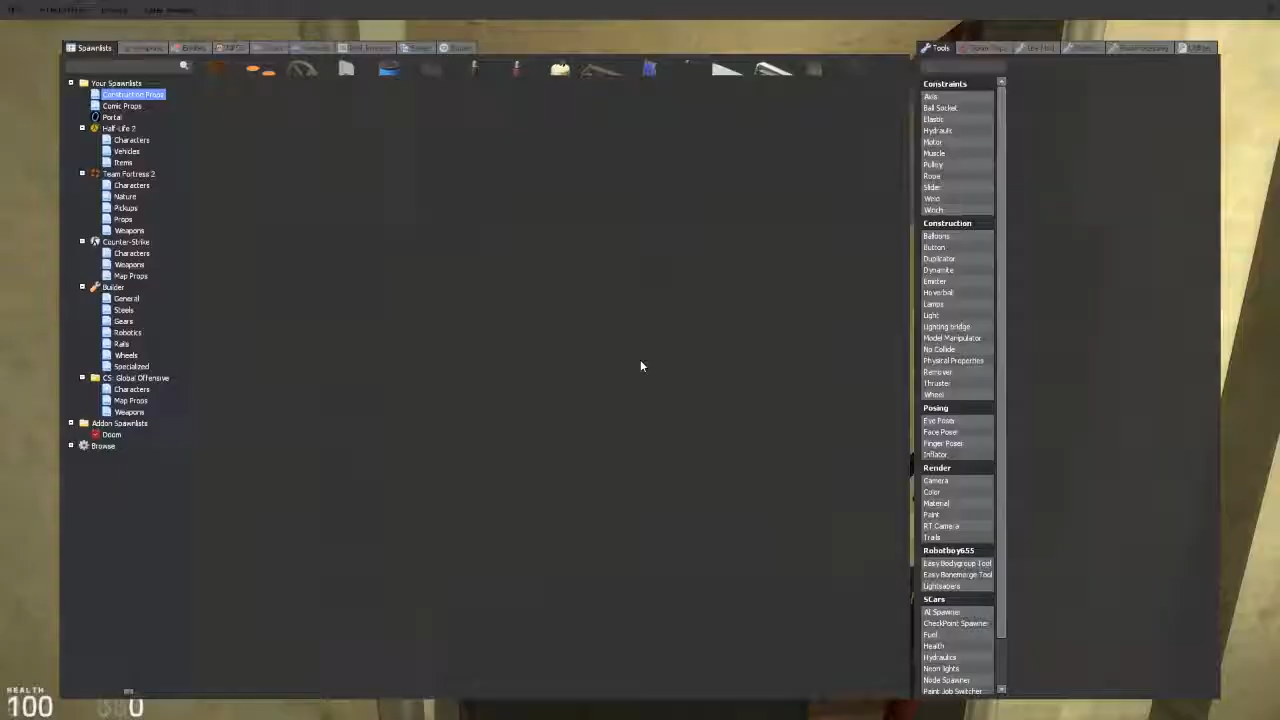 Spawnlists
Weapons
Entities
NPCs
Tools
Utilities
Your Spawnlists
Construction Props
Comic Props
Portal
Half-Life 2
Characters
Vehicles
Items
Team Fortress 2
Characters
Nature
Pickups
Props
Weapons
Counter-Strike
Characters
Weapons
Map Props
Builder
General
Steels
Gears
Robotics
Rails
Wheels
Specialized
CS: Global Offensive
Characters
Map Props
Weapons
Addon Spawnlists
Doom
Browse
Constraints
Axis
Ball Socket
Elastic
Hydraulic
Motor
Muscle
Pulley
Rope
Slider
Weld
Winch
Construction
Balloons
Button
Duplicator
Dynamite
Emitter
Hoverball
Lamps
Light
Lighting bridge
Model Manipulator
No Collide
Physical Properties
Remover
Thruster
Wheel
Posing
Eye Poser
Face Poser
Finger Poser
Inflator
Render
Camera
Color
Material
Paint
RT Camera
Trails
Robotboy655
Easy Bodygroup Tool
Easy Bonemerge Tool
Lightsabers
SCars
AI Spawner
CheckPoint Spawner
Fuel
Health
Hydraulics
Neon lights
Node Spawner
Paint Job Switcher
HEALTH
100
0